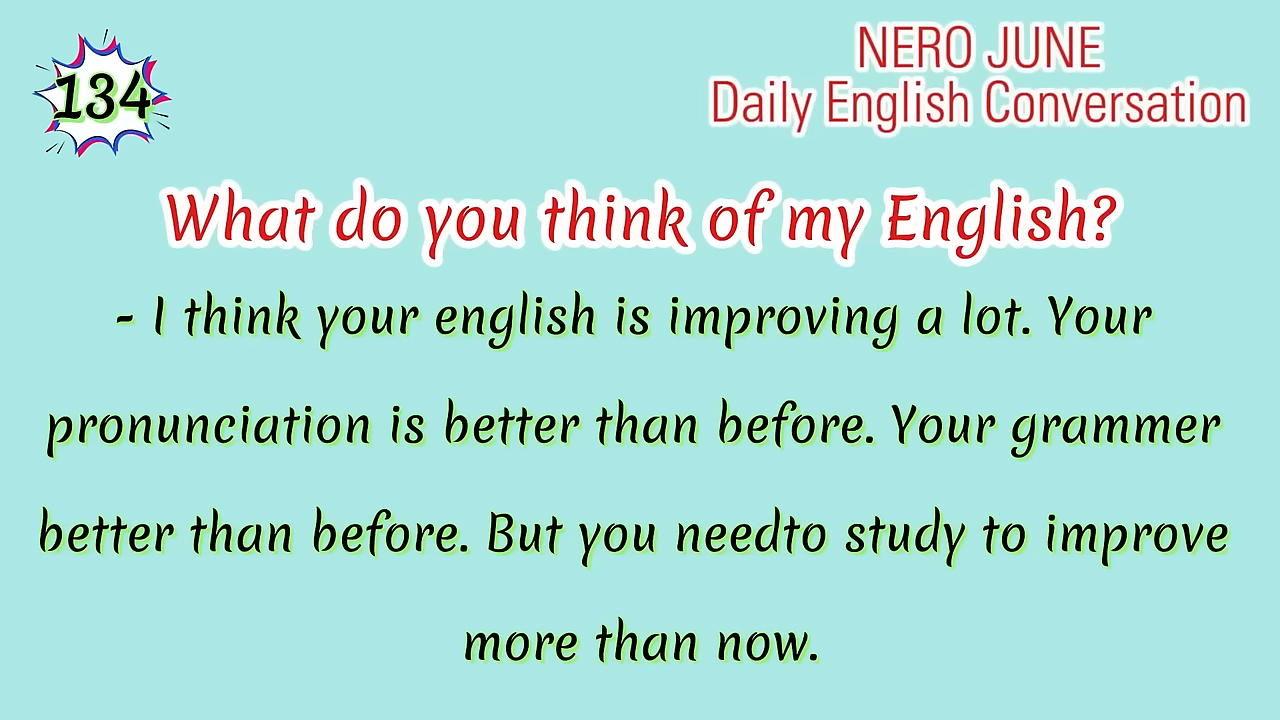 134
NERO JUNE
Daily English Conversation
What do you think of my English?
- I think your english is improving a lot. Your
pronunciation is better than before. Your grammer
better than before. But you needto study to improve
more than now.